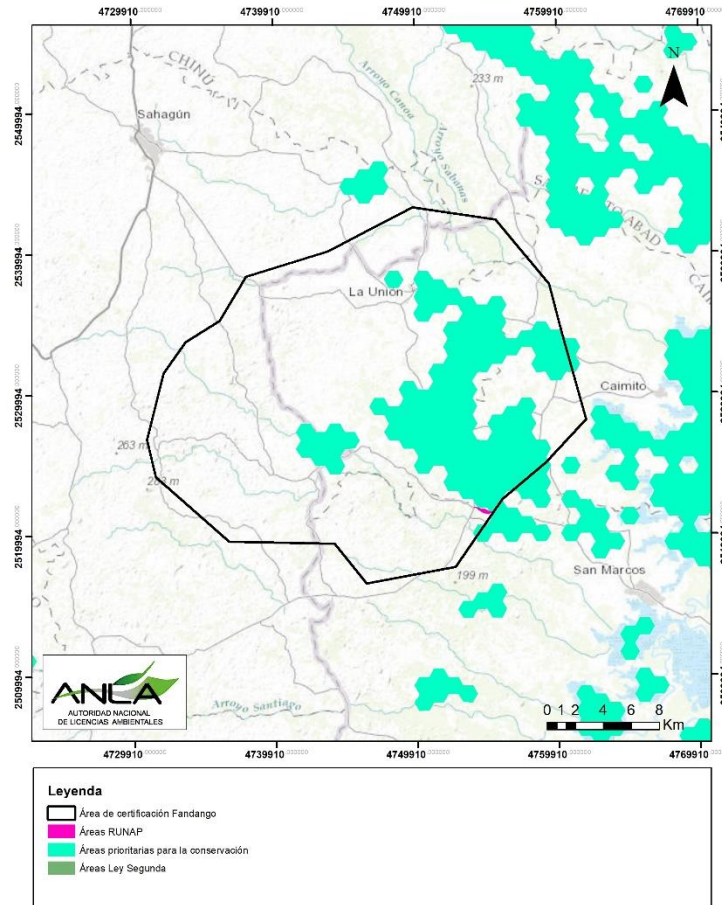 4729910 4739910 4749910 4759910 4769910
N
CHINÚ
Arroyo Canoa
233 m
Sahagún
Arroyo Sabanas
2549994
2539994
La Unión
2529994
Caimito
263 m
2519994
San Marcos
199 m
2509994
Arroyo Santiago
ANLA
AUTORIDAD NACIONAL
DE LICENCIAS AMBIENTALES
0 1 2 4 6 8
Km
4729910 4739910 4749910 4759910 4769910
Leyenda
Área de certificación Fandango
Áreas RUNAP
Áreas prioritarias para la conservación
Áreas Ley Segunda